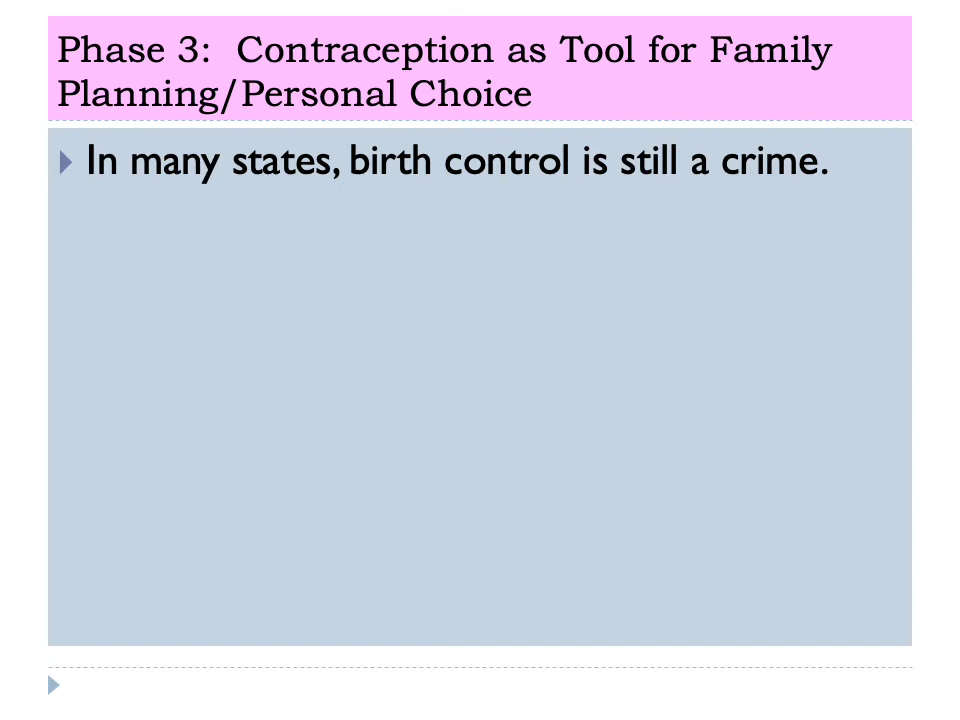 Phase 3:  Contraception as Tool for Family
Planning/Personal Choice
In many states, birth control is still a crime.